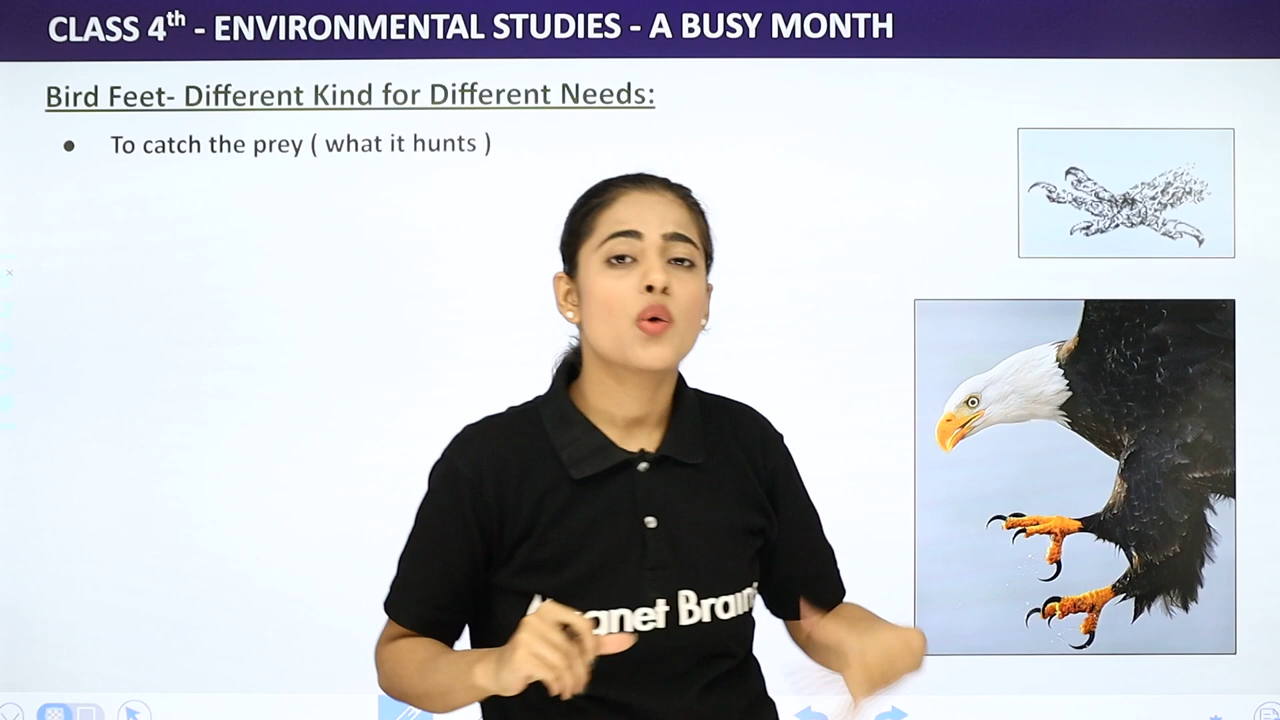 CLASS 4th - ENVIRONMENTAL STUDIES - A BUSY MONTH
Bird Feet- Different Kind for Different Needs:
● To catch the prey ( what it hunts )